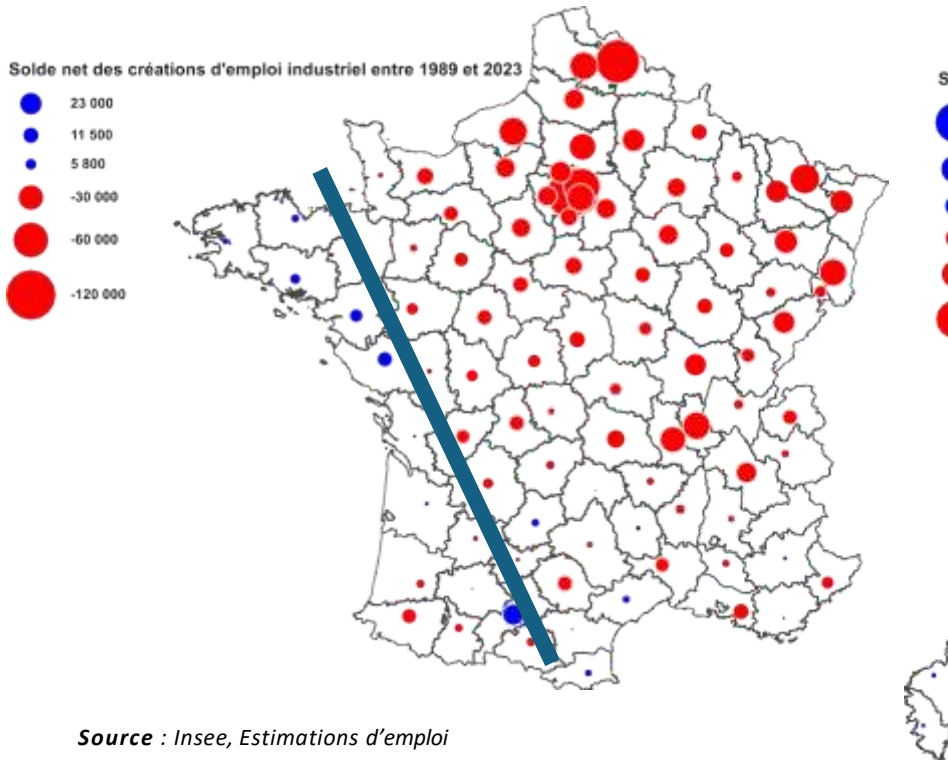 Solde net des créations d'emploi industriel entre 1989 et 2023
23 000
11 500
5 800
-30 000
-60 000
-120 000
S
Source : Insee, Estimations d’emploi